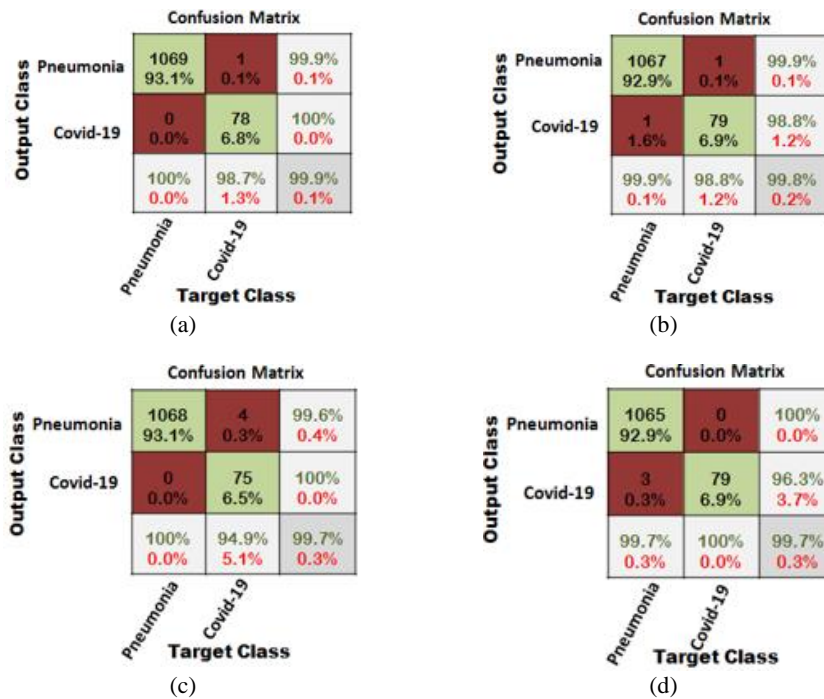 Confusion Matrix
Pneumonia 1069 1 99.9%
93.1% 0.1% 0.1%
Covid-19 0 78 100%
0.0% 6.8% 0.0%
100% 98.7% 99.9%
0.0% 1.3% 0.1%
Output Class
Pneumonia Covid-19
Target Class
(a)
Confusion Matrix
Pneumonia 1067 1 99.9%
92.9% 0.1% 0.1%
Covid-19 1 79 98.8%
1.6% 6.9% 1.2%
99.9% 98.8% 99.8%
0.1% 1.2% 0.2%
Output Class
Pneumonia Covid-19
Target Class
(b)
Confusion Matrix
Pneumonia 1068 4 99.6%
93.1% 0.3% 0.4%
Covid-19 0 75 100%
0.0% 6.5% 0.0%
100% 94.9% 99.7%
0.0% 5.1% 0.3%
Output Class
Pneumonia Covid-19
Target Class
(c)
Confusion Matrix
Pneumonia 1065 0 100%
92.9% 0.0% 0.0%
Covid-19 3 79 96.3%
0.3% 6.9% 3.7%
99.7% 100% 99.7%
0.3% 0.0% 0.3%
Output Class
Pneumonia Covid-19
Target Class
(d)